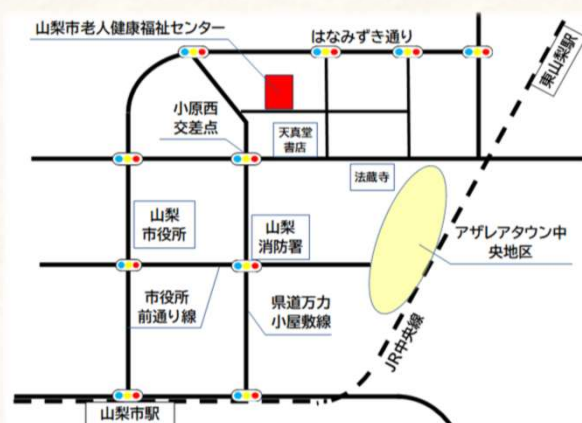 山梨市老人健康福祉センター
はなみずき通り
東山梨駅
小原西
交差点
天真堂
書店
法蔵寺
山梨
市役所
山梨
消防署
アザレアタウン中
央地区
市役所
前通り線
県道万力
小屋敷線
JR中央線
山梨市駅